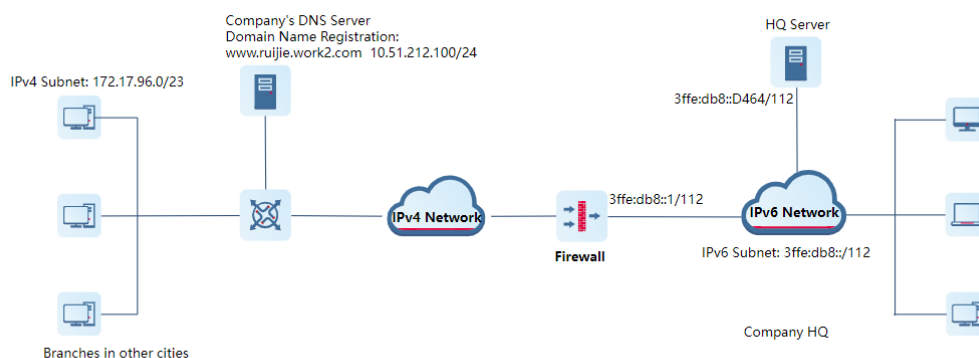 Company's DNS Server
Domain Name Registration:
www.ruijie.work2.com 10.51.212.100/24
HQ Server
IPv4 Subnet: 172.17.96.0/23
3ffe:db8::D464/112
3ffe:db8::1/112
IPv4 Network
IPv6 Network
Firewall
IPv6 Subnet: 3ffe:db8::/112
Company HQ
Branches in other cities